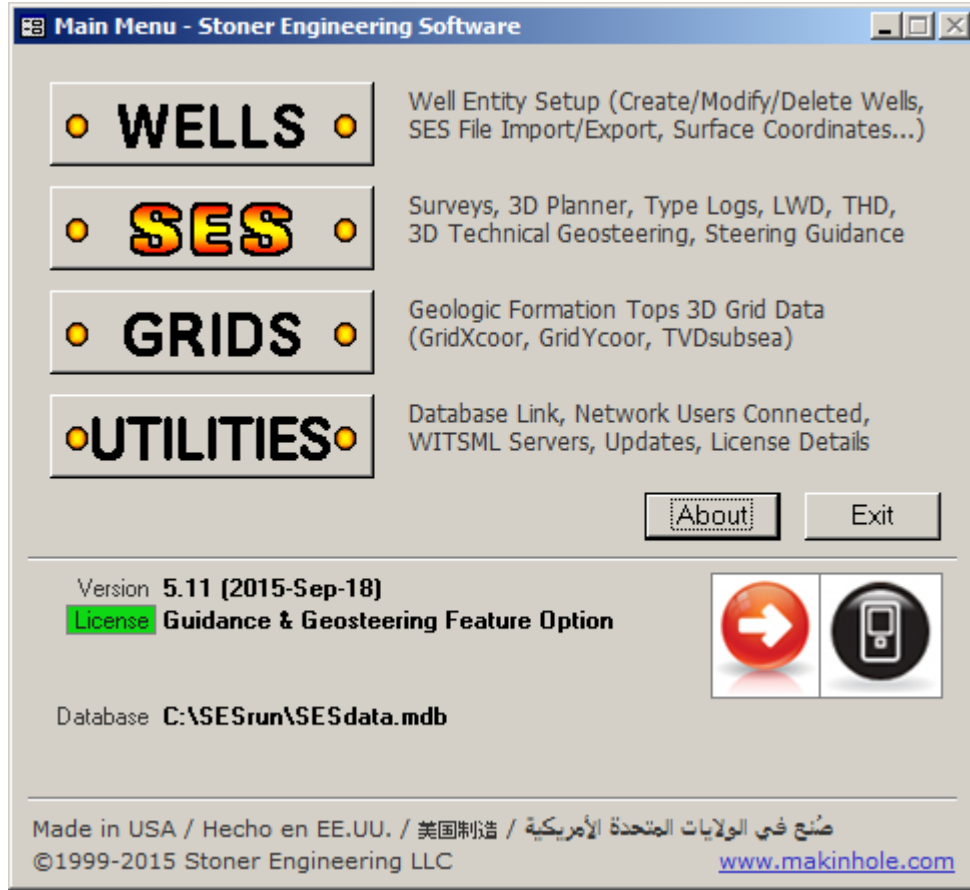 Main Menu - Stoner Engineering Software
WELLS
Well Entity Setup (Create/Modify/Delete Wells,
SES File Import/Export, Surface Coordinates...)
SES
Surveys, 3D Planner, Type Logs, LWD, THD,
3D Technical Geosteering, Steering Guidance
GRIDS
Geologic Formation Tops 3D Grid Data
(GridXcoor, GridYcoor, TVDsubsea)
UTILITIES
Database Link, Network Users Connected,
WITSML Servers, Updates, License Details
About Exit
Version 5.11 (2015-Sep-18)
License Guidance & Geosteering Feature Option
Database C:\SESrun\SESdata.mdb
Made in USA / Hecho en EE.UU. / 美国制造 / صُنع في الولايات المتحدة الأمريكية
©1999-2015 Stoner Engineering LLC www.makinhole.com